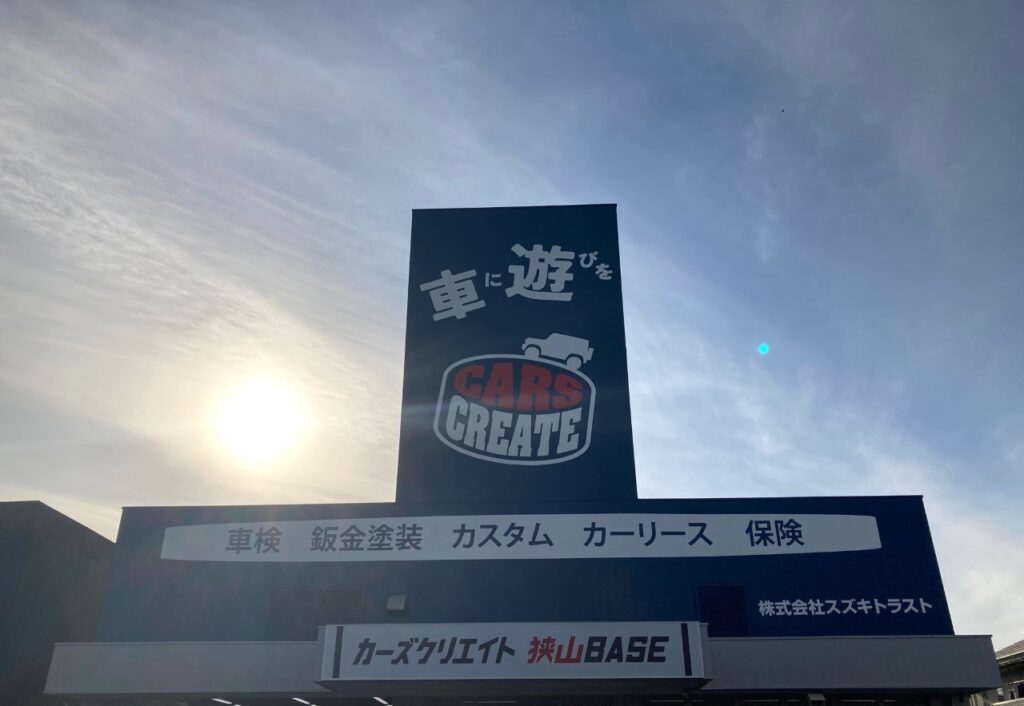 車に遊びを
CARS
CREATE
車検 鈑金塗装 カスタム カーリース 保険
株式会社スズキトラスト
カーズクリエイト 狭山BASE